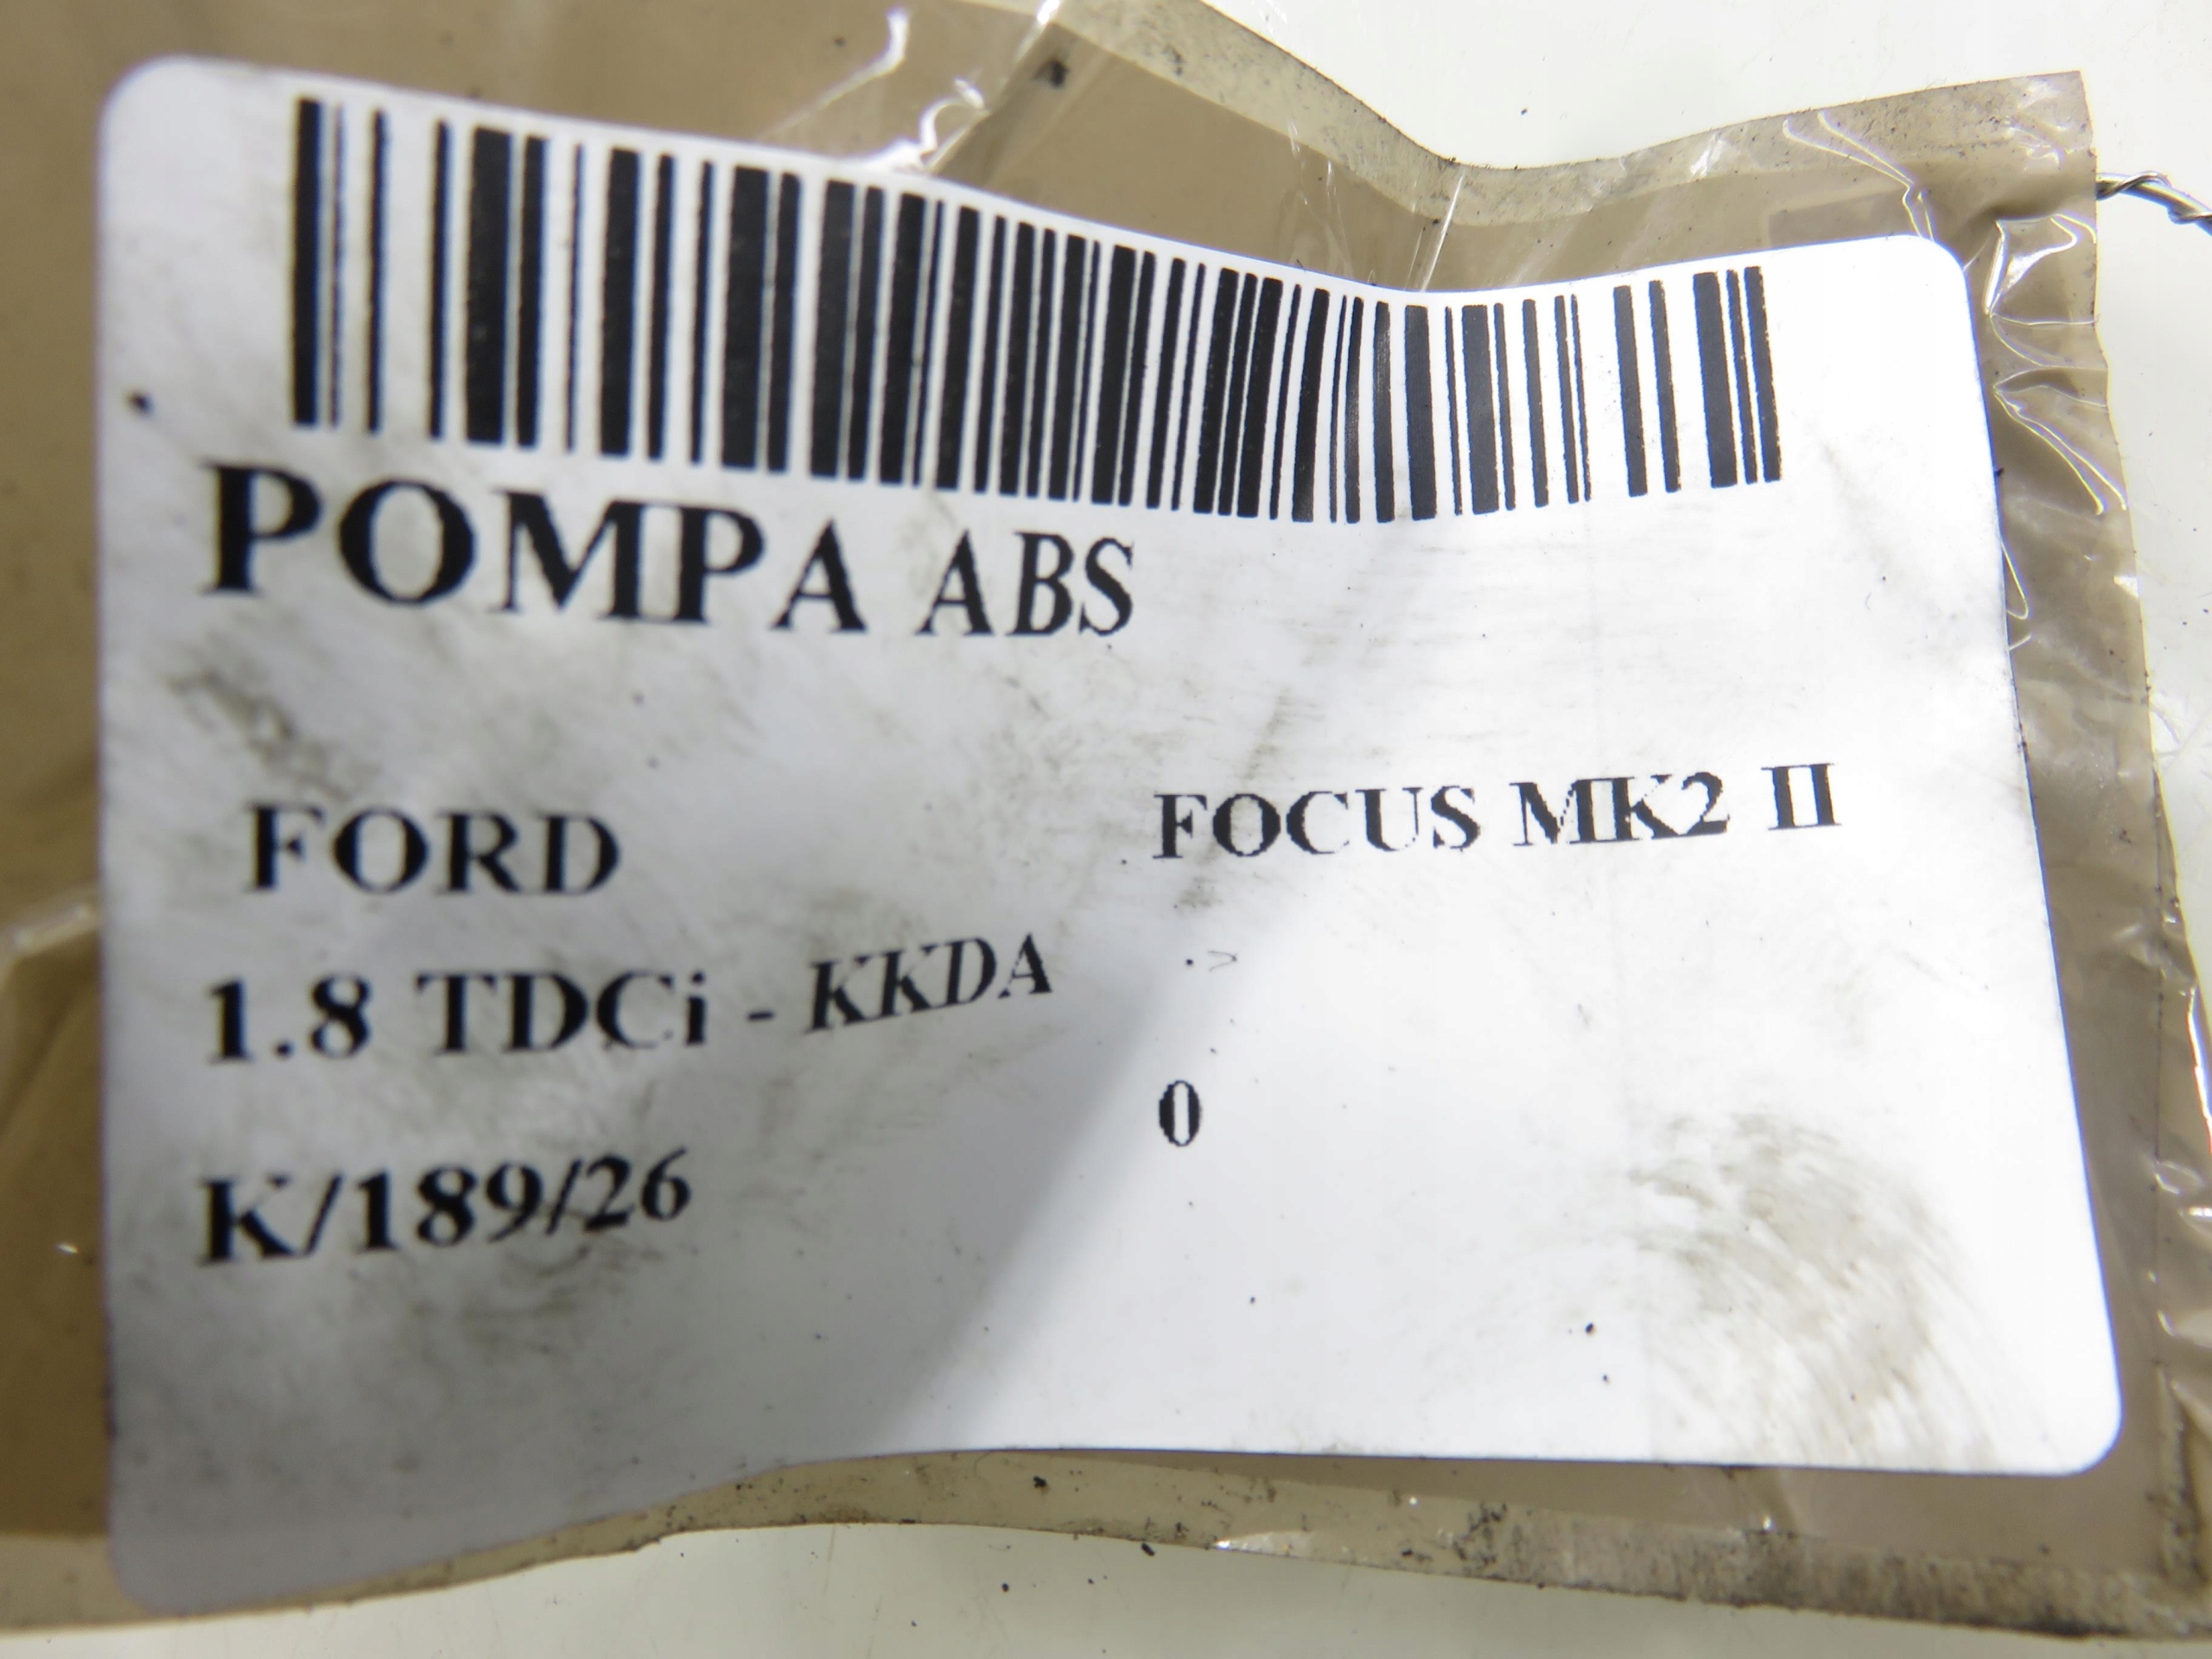 POMPA ABS
FORD FOCUS MK2 II
1.8 TDCi - KKDA
0
K/189/26